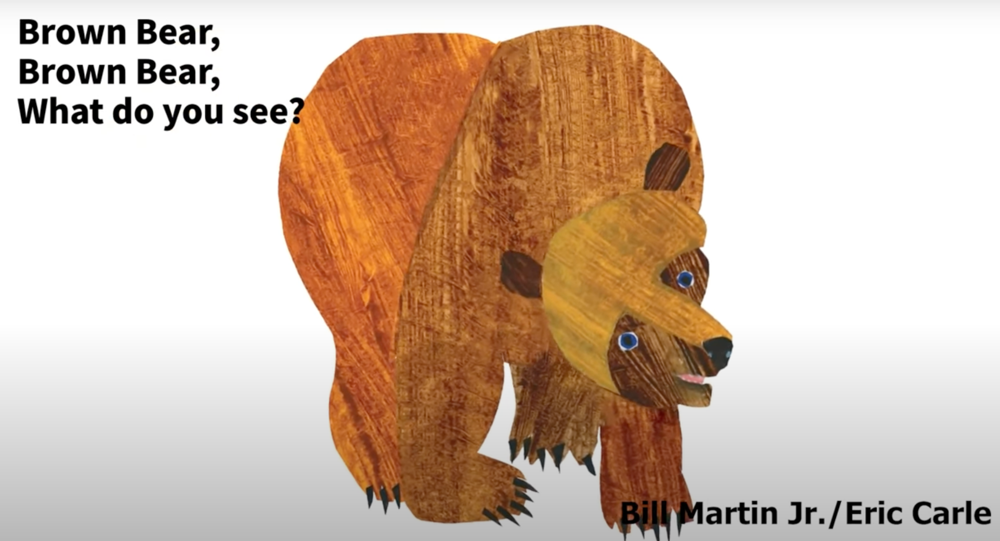 Brown Bear,
Brown Bear,
What do you see?
Bill Martin Jr./Eric Carle